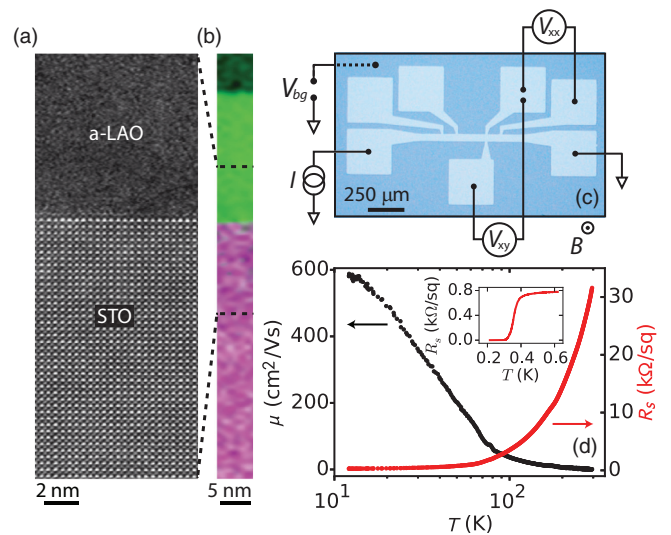 (a)
a-LAO
STO
2 nm
(b)
5 nm
V_xx
V_bg
I
250 μm
(c)
V_xy
B
600
400
200
0
μ (cm²/Vs)
0.8
0.4
0.0
R_s (kΩ/sq)
0.2 0.4 0.6
T (K)
30
20
10
0
R_s (kΩ/sq)
(d)
10¹ 10²
T (K)